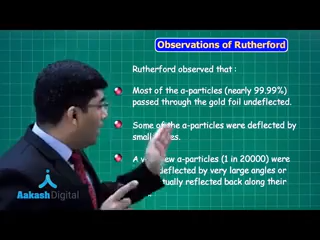 Observations of Rutherford
Rutherford observed that :
Most of the a-particles (nearly 99.99%)
passed through the gold foil undeflected.
Some of the a-particles were deflected by
small
A very few a-particles (1 in 20000) were
deflected by very large angles or
reflected back along their
Aakash Digital